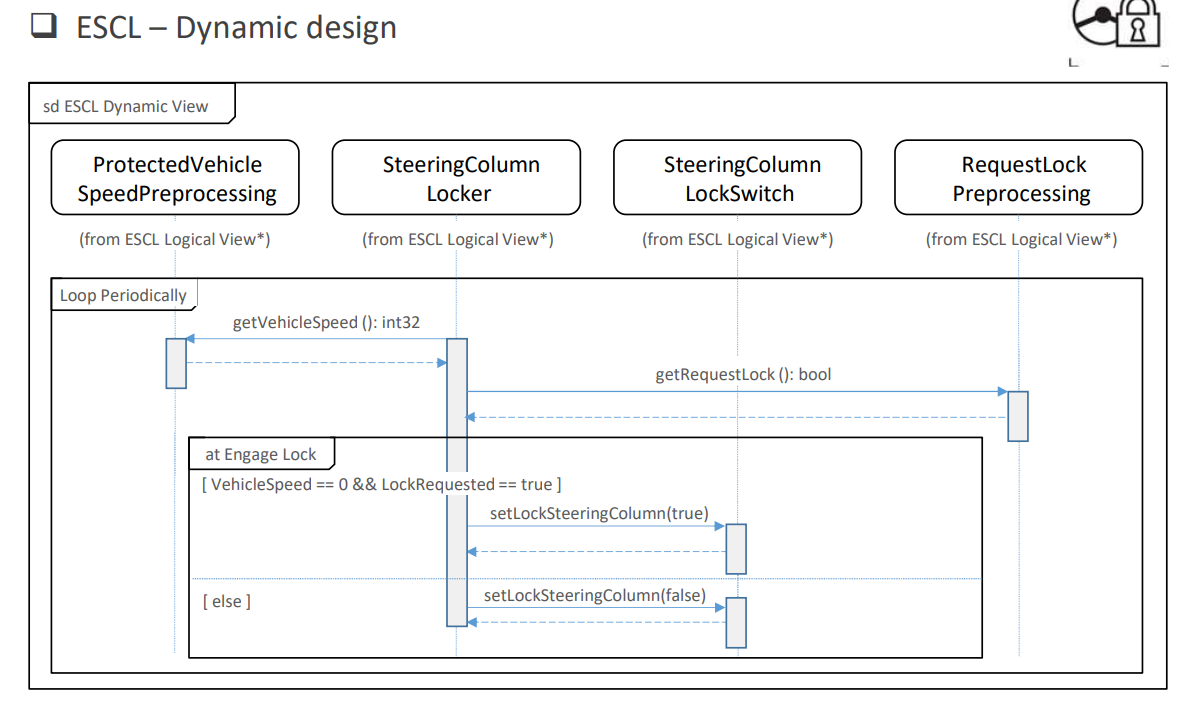 ❑ ESCL – Dynamic design
sd ESCL Dynamic View
ProtectedVehicle
SpeedPreprocessing
SteeringColumn
Locker
SteeringColumn
LockSwitch
RequestLock
Preprocessing
(from ESCL Logical View*)
(from ESCL Logical View*)
(from ESCL Logical View*)
(from ESCL Logical View*)
Loop Periodically
getVehicleSpeed (): int32
getRequestLock (): bool
at Engage Lock
[ VehicleSpeed == 0 && LockRequested == true ]
setLockSteeringColumn(true)
[ else ]
setLockSteeringColumn(false)